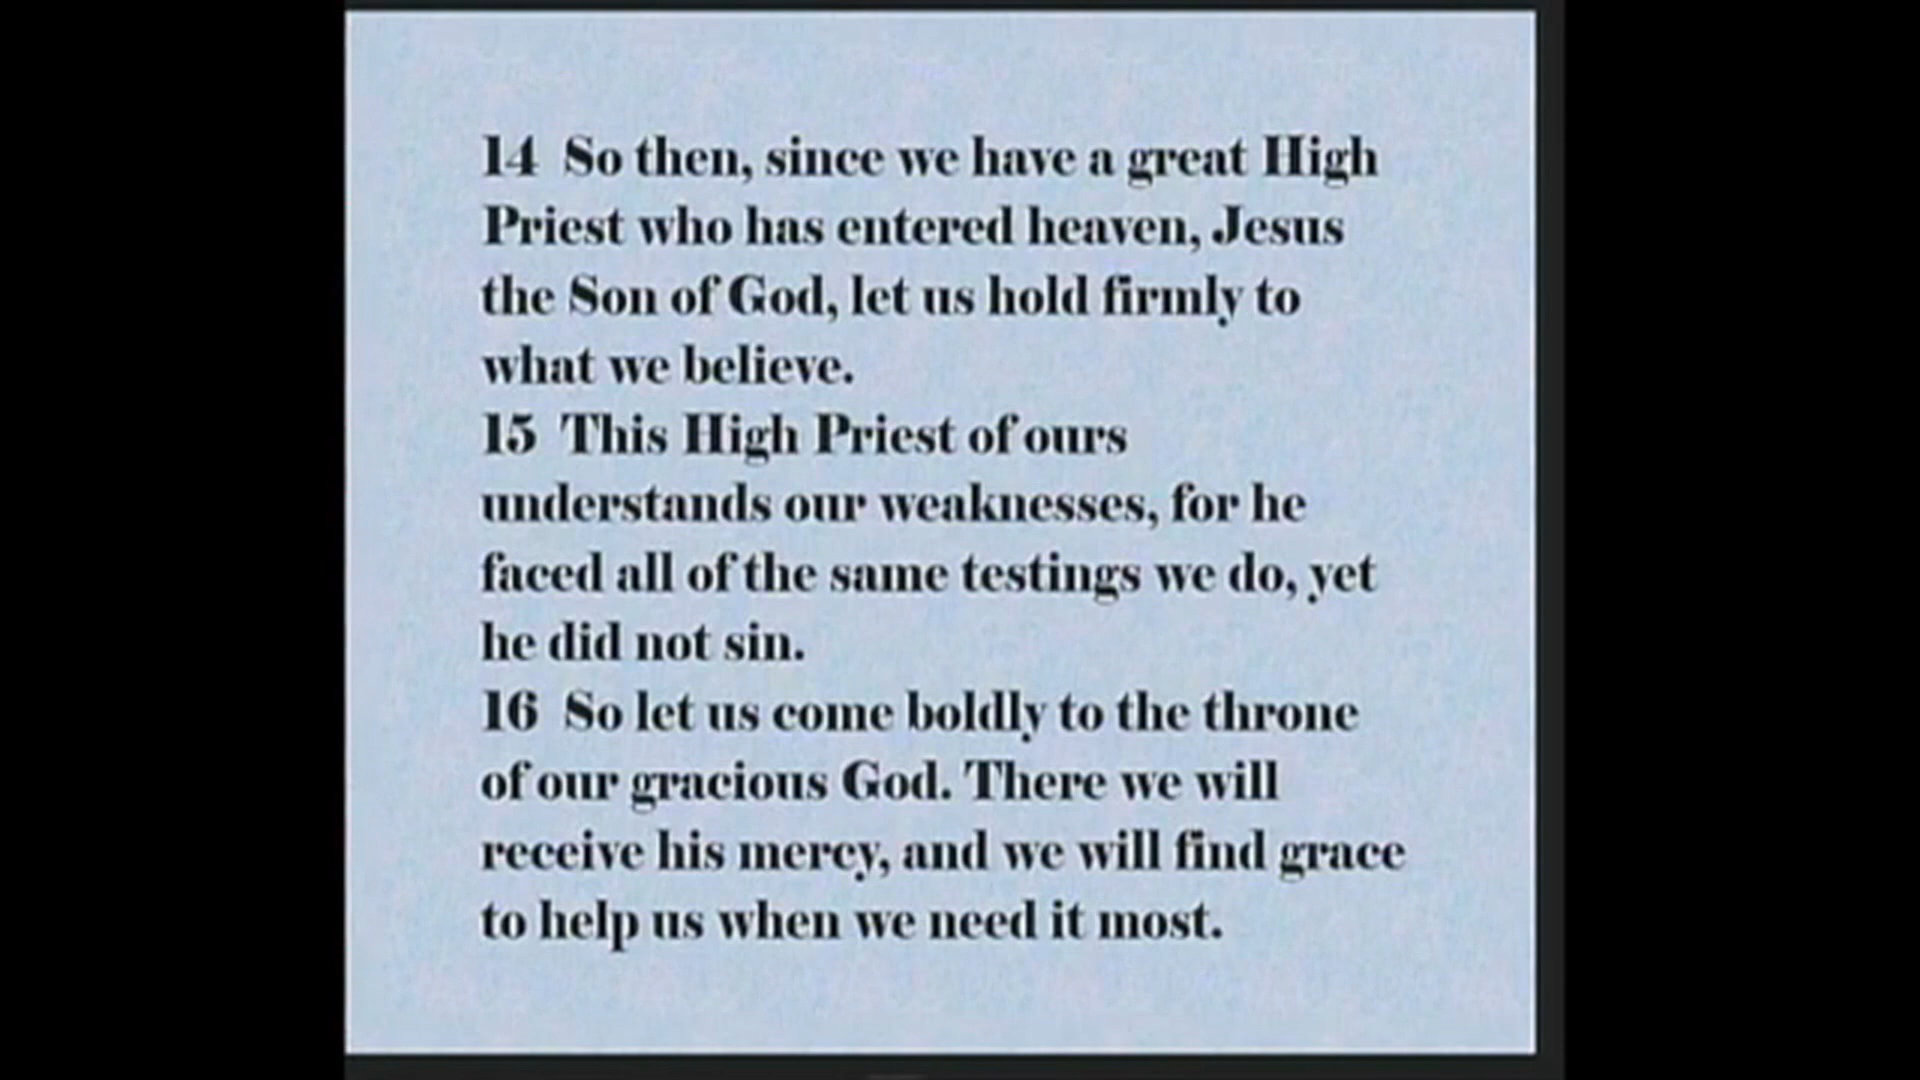 14 So then, since we have a great High
Priest who has entered heaven, Jesus
the Son of God, let us hold firmly to
what we believe.
15 This High Priest of ours
understands our weaknesses, for he
faced all of the same testings we do, yet
he did not sin.
16 So let us come boldly to the throne
of our gracious God. There we will
receive his mercy, and we will find grace
to help us when we need it most.